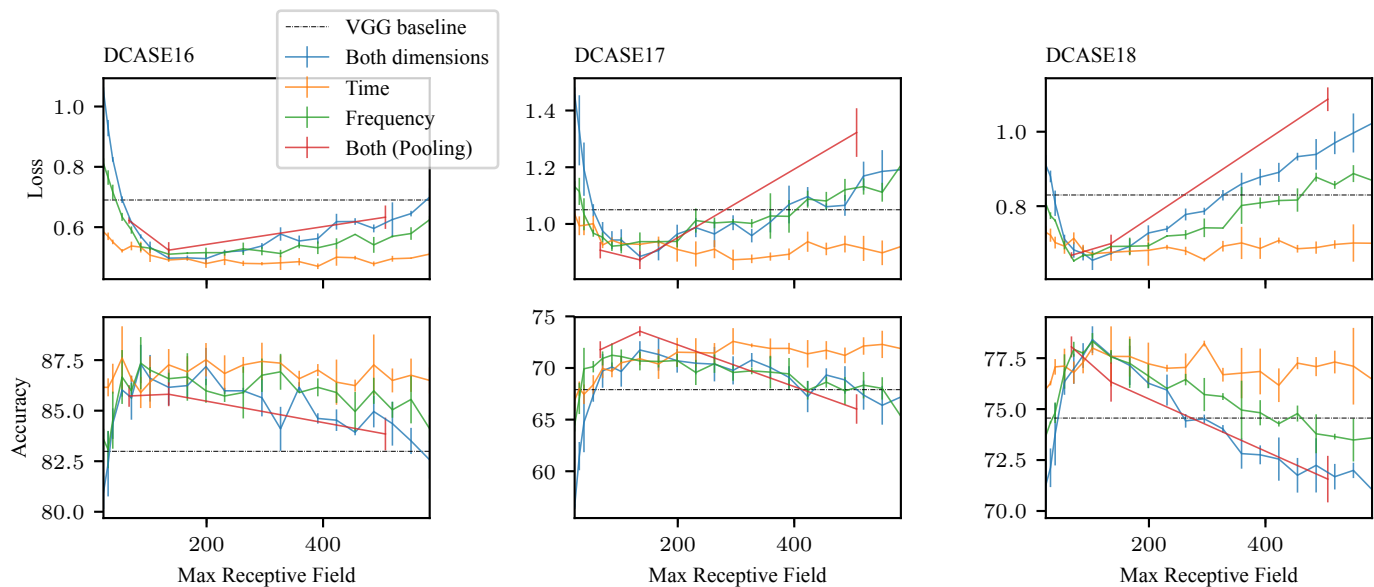 VGG baseline
Both dimensions
Time
Frequency
Both (Pooling)
DCASE16
DCASE17
DCASE18
Loss
1.0
0.8
0.6
1.4
1.2
1.0
1.0
0.8
Accuracy
87.5
85.0
82.5
80.0
75
70
65
60
77.5
75.0
72.5
70.0
200
400
200
400
200
400
Max Receptive Field
Max Receptive Field
Max Receptive Field